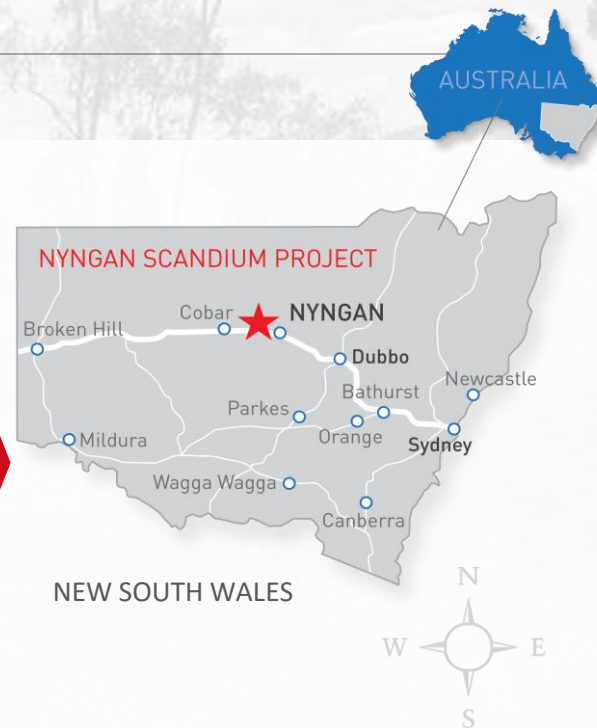 AUSTRALIA
NYNGAN SCANDIUM PROJECT
Cobar
NYNGAN
Broken Hill
Dubbo
Newcastle
Bathurst
Parkes
Orange
Sydney
Mildura
Wagga Wagga
Canberra
NEW SOUTH WALES
N
W
E
S